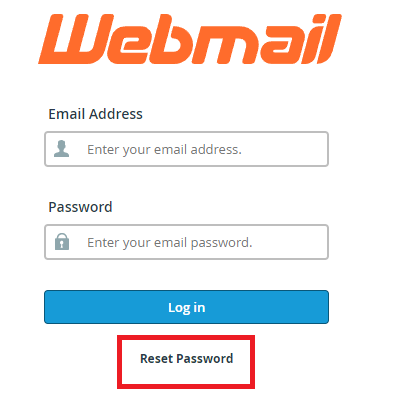 Webmail
Email Address
Enter your email address.
Password
Enter your email password.
Log in
Reset Password